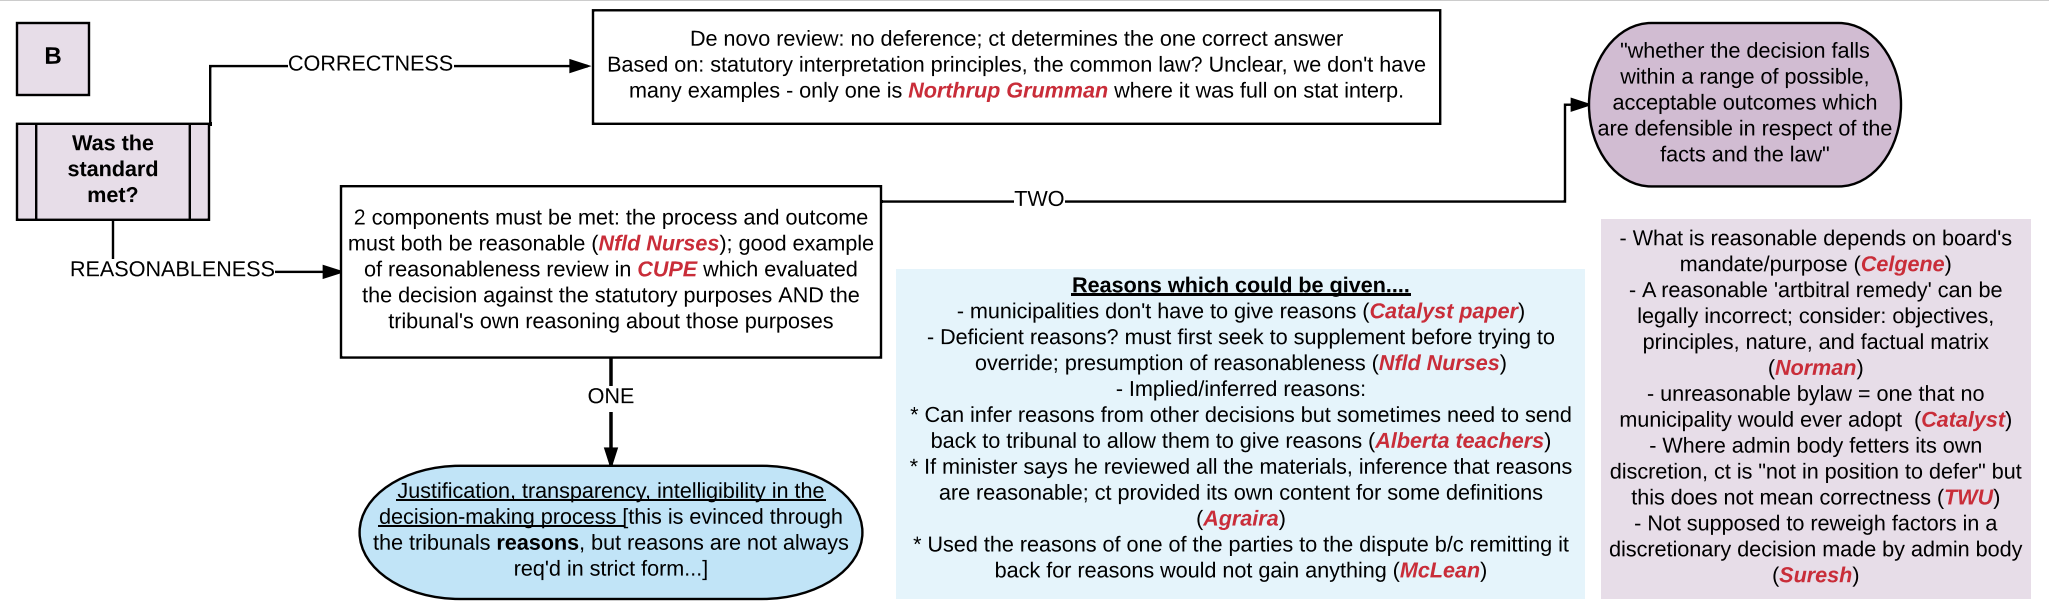 B
CORRECTNESS
De novo review: no deference; ct determines the one correct answer
Based on: statutory interpretation principles, the common law? Unclear, we don't have
many examples - only one is Northrup Grumman where it was full on stat interp.
"whether the decision falls
within a range of possible,
acceptable outcomes which
are defensible in respect of the
facts and the law"
Was the
standard
met?
REASONABLENESS
2 components must be met: the process and outcome
must both be reasonable (Nfld Nurses); good example
of reasonableness review in CUPE which evaluated
the decision against the statutory purposes AND the
tribunal's own reasoning about those purposes
TWO
ONE
Justification, transparency, intelligibility in the
decision-making process [this is evinced through
the tribunals reasons, but reasons are not always
req'd in strict form...]
Reasons which could be given....
- municipalities don't have to give reasons (Catalyst paper)
- Deficient reasons? must first seek to supplement before trying to
override; presumption of reasonableness (Nfld Nurses)
- Implied/inferred reasons:
* Can infer reasons from other decisions but sometimes need to send
back to tribunal to allow them to give reasons (Alberta teachers)
* If minister says he reviewed all the materials, inference that reasons
are reasonable; ct provided its own content for some definitions
(Agraira)
* Used the reasons of one of the parties to the dispute b/c remitting it
back for reasons would not gain anything (McLean)
- What is reasonable depends on board's
mandate/purpose (Celgene)
- A reasonable 'artbitral remedy' can be
legally incorrect; consider: objectives,
principles, nature, and factual matrix
(Norman)
- unreasonable bylaw = one that no
municipality would ever adopt (Catalyst)
- Where admin body fetters its own
discretion, ct is "not in position to defer" but
this does not mean correctness (TWU)
- Not supposed to reweigh factors in a
discretionary decision made by admin body
(Suresh)